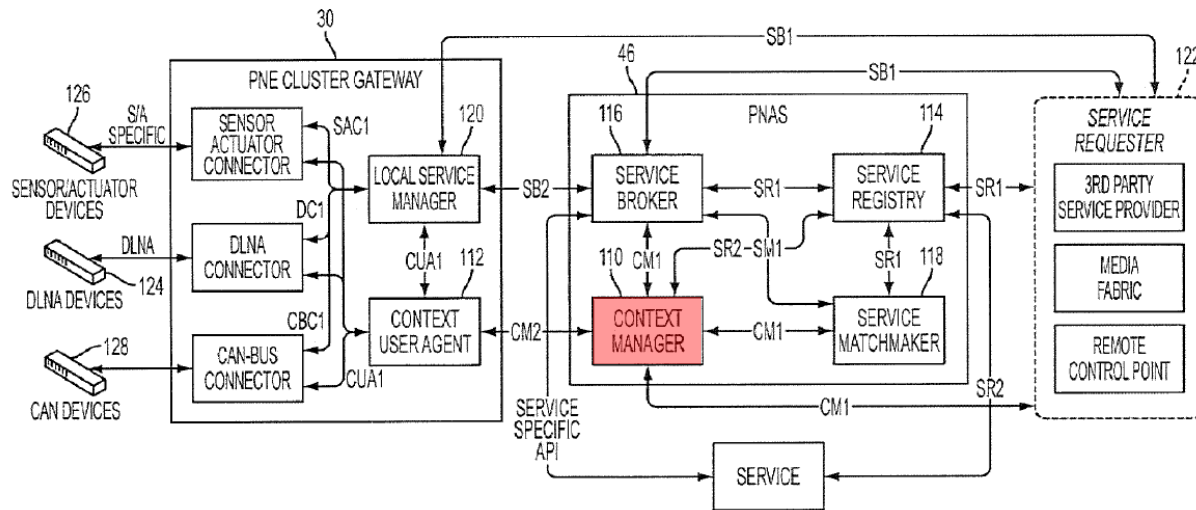 30
PNE CLUSTER GATEWAY
126
S/A
SPECIFIC
SENSOR/ACTUATOR
DEVICES
SENSOR
ACTUATOR
CONNECTOR
SAC1
120
LOCAL SERVICE
MANAGER
DC1
DLNA
124
DLNA DEVICES
DLNA
CONNECTOR
CUA1
112
CONTEXT
USER AGENT
CBC1
128
CAN DEVICES
CAN-BUS
CONNECTOR
CUA1
SB1
SB1
SB2
CM2
46
PNAS
116
SERVICE
BROKER
SR1
114
SERVICE
REGISTRY
SR1
CM1
SR2
SM1
SR1
110
CONTEXT
MANAGER
CM1
118
SERVICE
MATCHMAKER
CM1
SR2
SERVICE
SPECIFIC
API
SERVICE
122
SERVICE
REQUESTER
3RD PARTY
SERVICE PROVIDER
MEDIA
FABRIC
REMOTE
CONTROL POINT